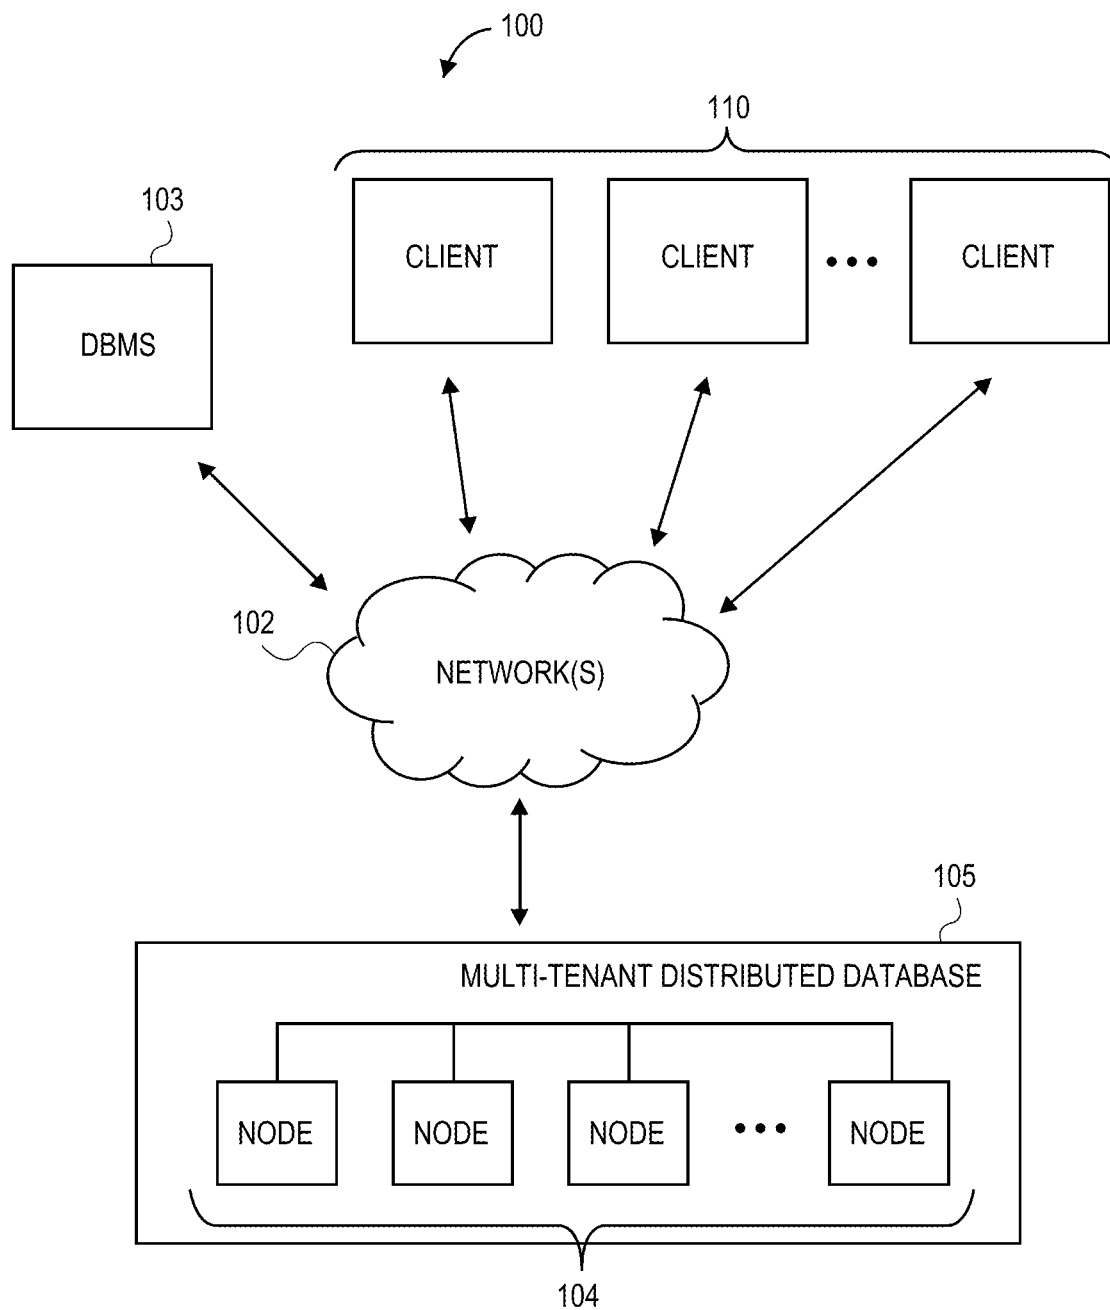 100
110
103
CLIENT
CLIENT
CLIENT
DBMS
102
NETWORK(S)
105
MULTI-TENANT DISTRIBUTED DATABASE
NODE
NODE
NODE
NODE
104